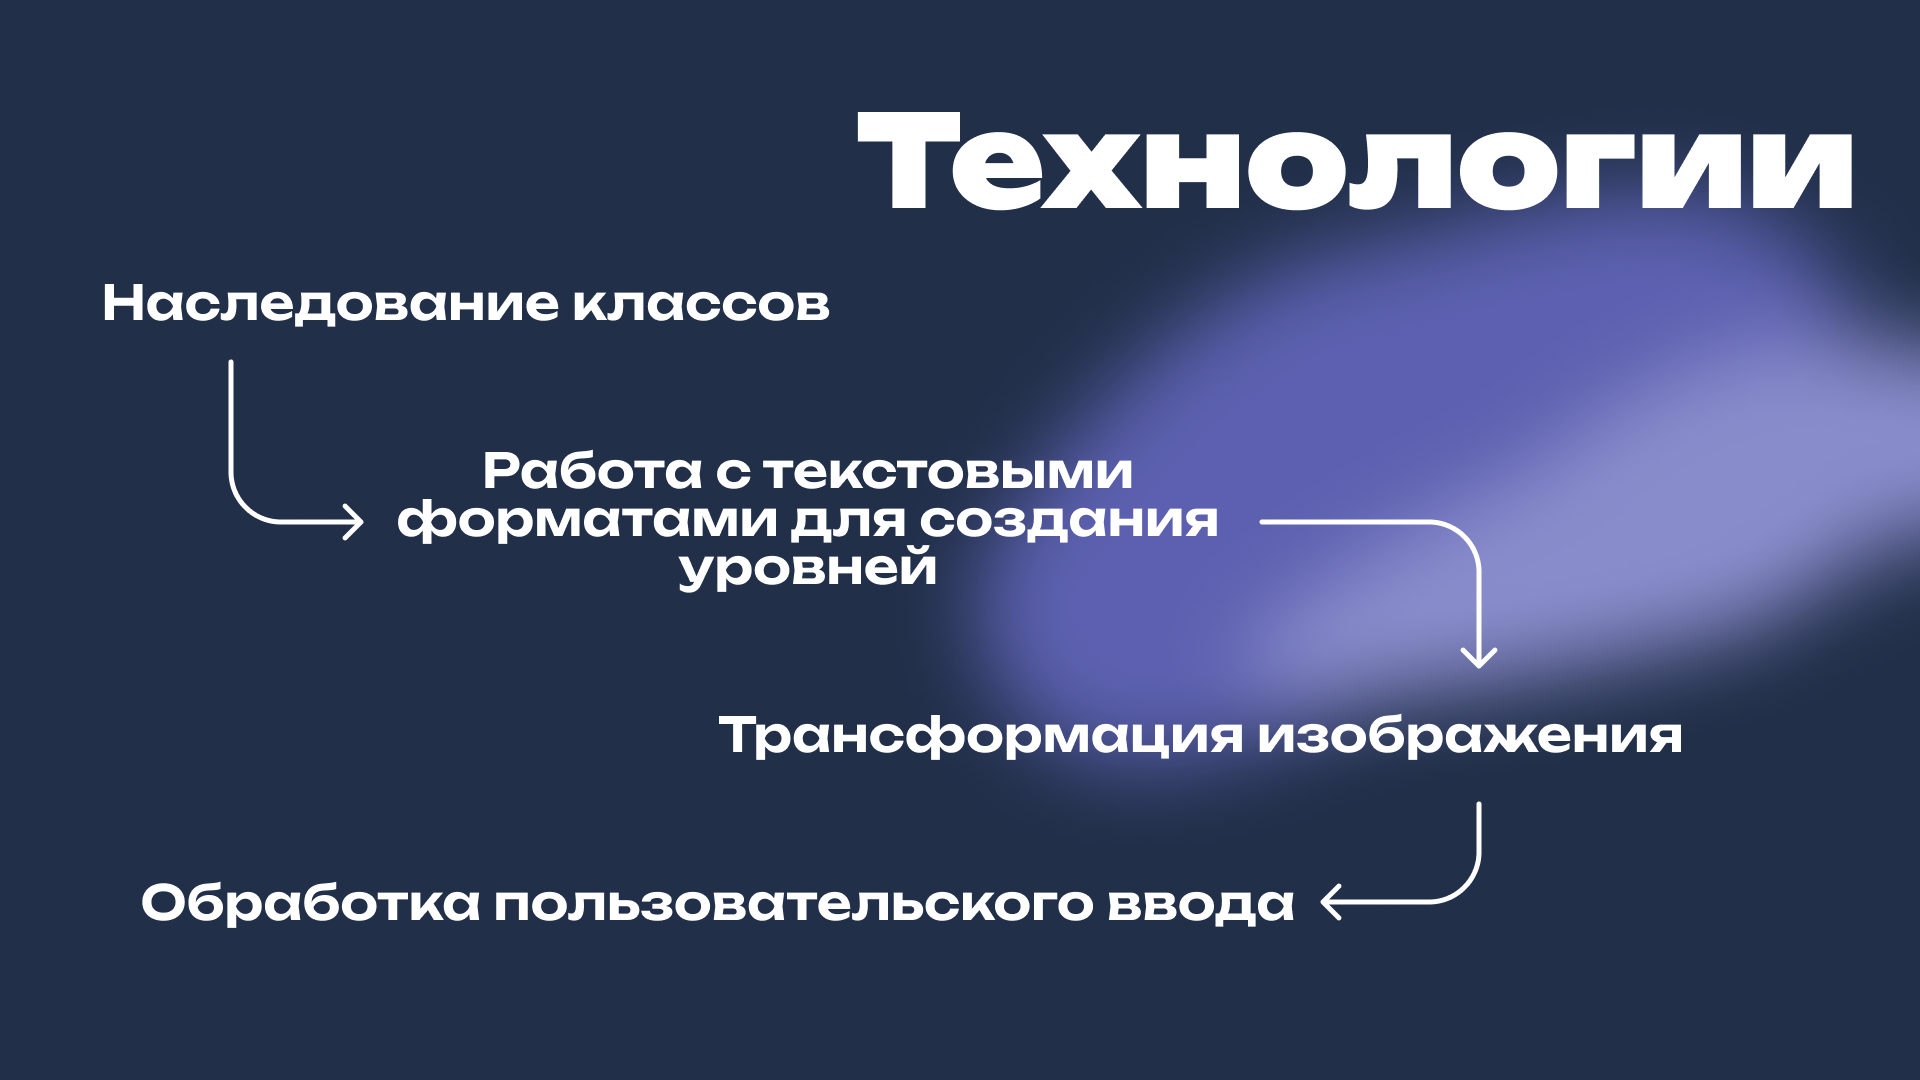 Технологии
Наследование классов
Работа с текстовыми
форматами для создания
уровней
Трансформация изображения
Обработка пользовательского ввода